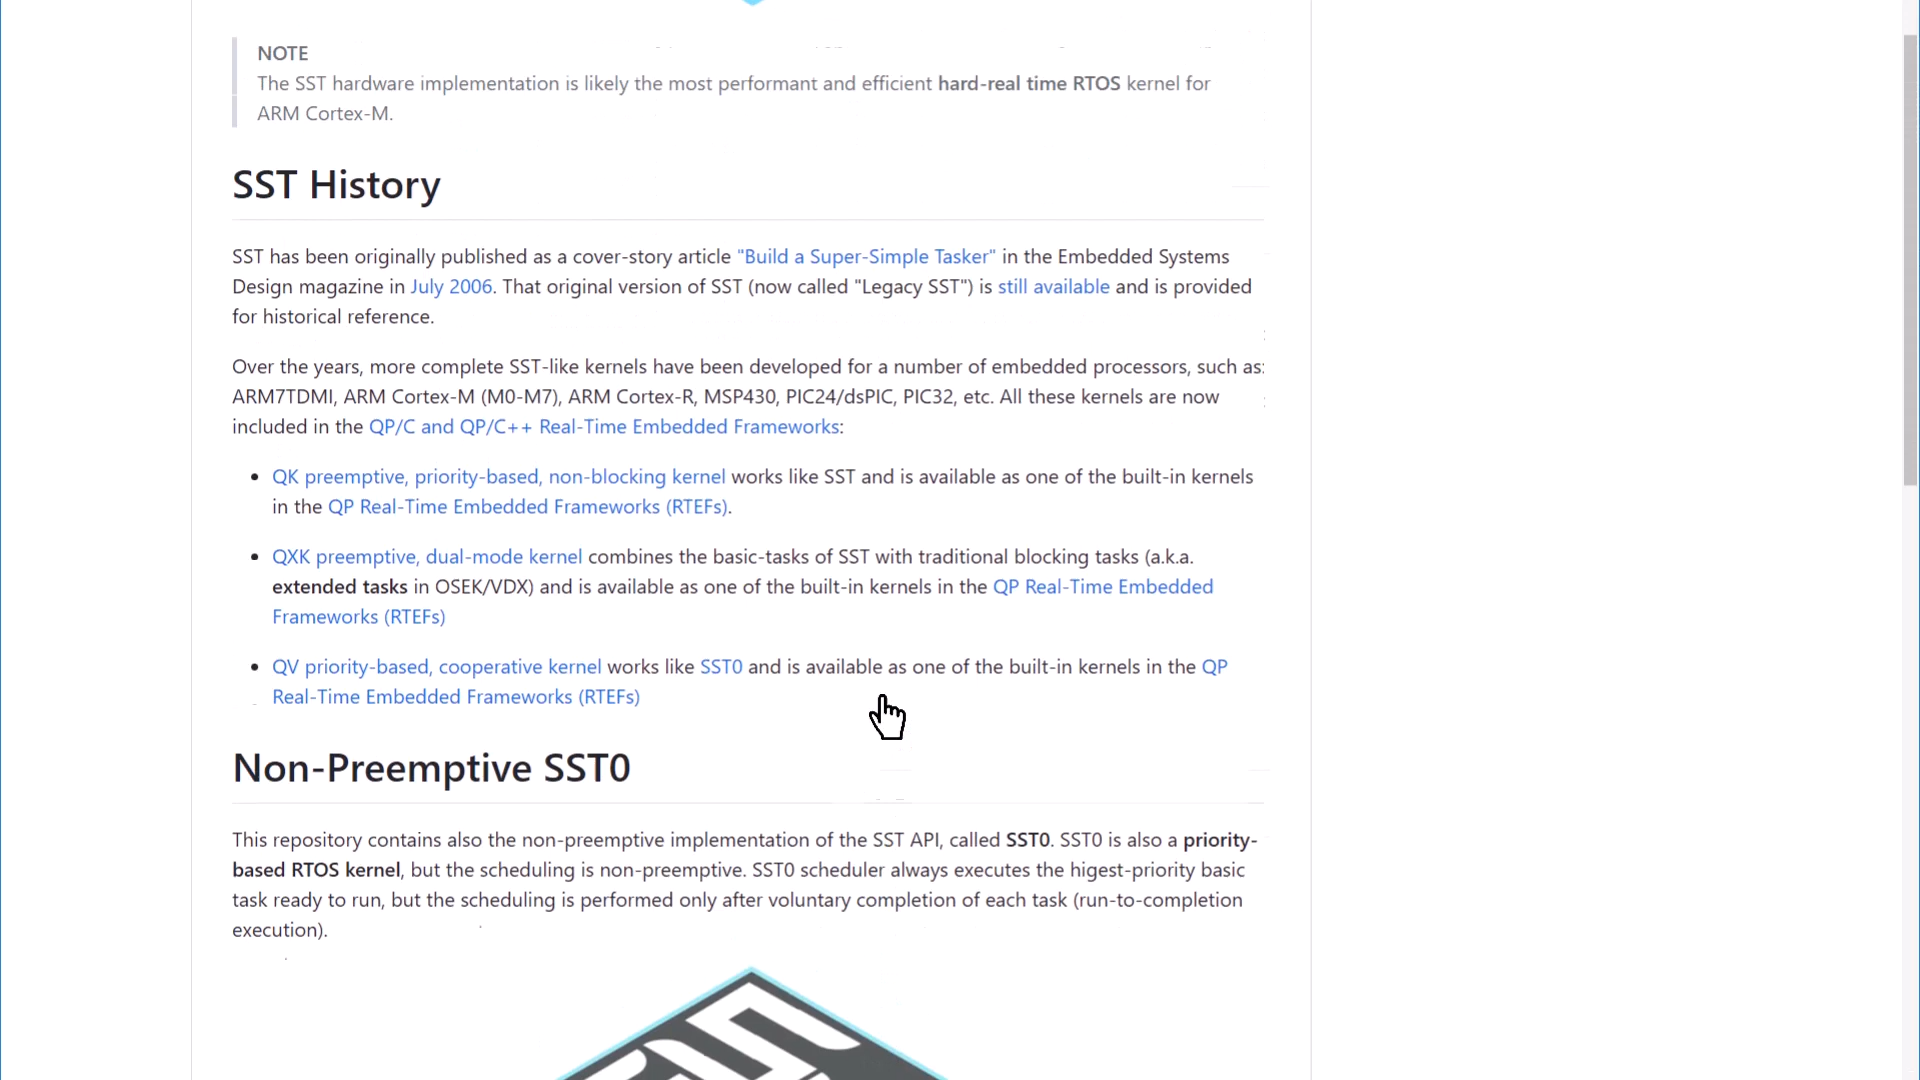 NOTE
The SST hardware implementation is likely the most performant and efficient hard-real time RTOS kernel for
ARM Cortex-M.
SST History
SST has been originally published as a cover-story article "Build a Super-Simple Tasker" in the Embedded Systems
Design magazine in July 2006. That original version of SST (now called "Legacy SST") is still available and is provided
for historical reference.
Over the years, more complete SST-like kernels have been developed for a number of embedded processors, such as:
ARM7TDMI, ARM Cortex-M (M0-M7), ARM Cortex-R, MSP430, PIC24/dsPIC, PIC32, etc. All these kernels are now
included in the QP/C and QP/C++ Real-Time Embedded Frameworks:
• QK preemptive, priority-based, non-blocking kernel works like SST and is available as one of the built-in kernels
in the QP Real-Time Embedded Frameworks (RTEFs).
• QXK preemptive, dual-mode kernel combines the basic-tasks of SST with traditional blocking tasks (a.k.a.
extended tasks in OSEK/VDX) and is available as one of the built-in kernels in the QP Real-Time Embedded
Frameworks (RTEFs)
• QV priority-based, cooperative kernel works like SST0 and is available as one of the built-in kernels in the QP
Real-Time Embedded Frameworks (RTEFs)
Non-Preemptive SST0
This repository contains also the non-preemptive implementation of the SST API, called SST0. SST0 is also a priority-
based RTOS kernel, but the scheduling is non-preemptive. SST0 scheduler always executes the higest-priority basic
task ready to run, but the scheduling is performed only after voluntary completion of each task (run-to-completion
execution).